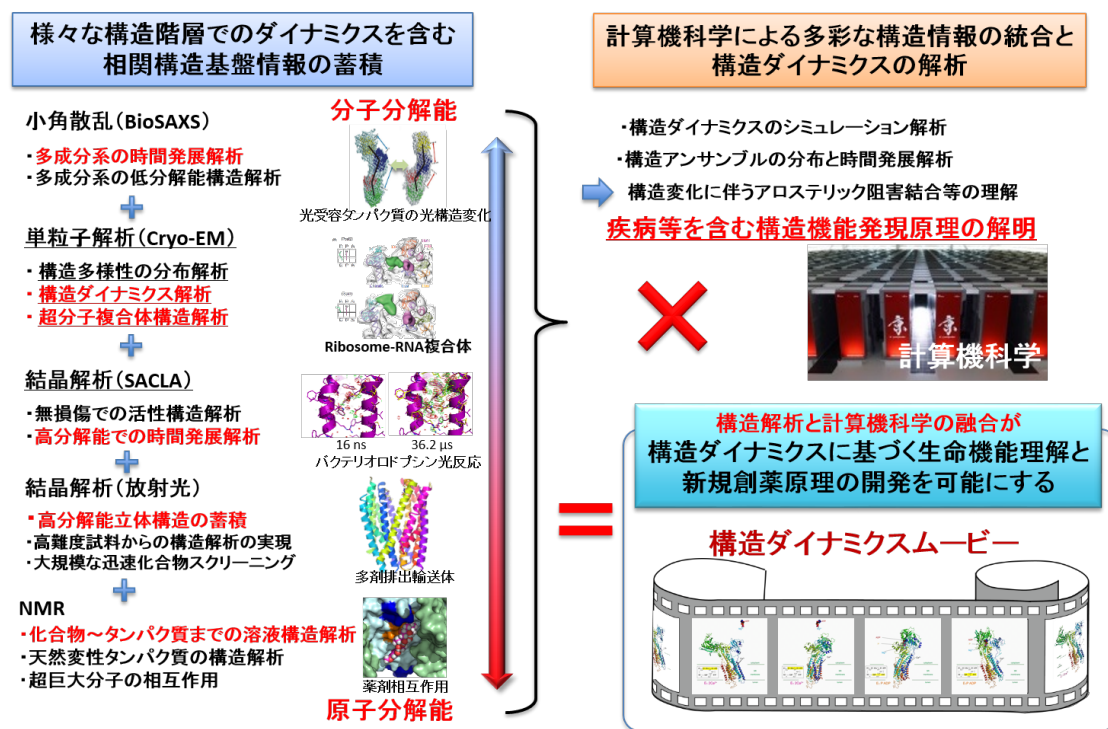 様々な構造階層でのダイナミクスを含む
相関構造基盤情報の蓄積
小角散乱(BioSAXS)
・多成分系の時間発展解析
・多成分系の低分解能構造解析
+
単粒子解析(Cryo-EM)
・構造多様性の分布解析
・構造ダイナミクス解析
・超分子複合体構造解析
+
結晶解析(SACLA)
・無損傷での活性構造解析
・高分解能での時間発展解析
+
結晶解析(放射光)
・高分解能立体構造の蓄積
・高難度試料からの構造解析の実現
・大規模な迅速化合物スクリーニング
+
NMR
・化合物~タンパク質までの溶液構造解析
・天然変性タンパク質の構造解析
・超巨大分子の相互作用
分子分解能
光受容タンパク質の光構造変化
Ribosome-RNA複合体
16 ns
36.2 μs
バクテリオロドプシン光反応
多剤排出輸送体
薬剤相互作用
原子分解能
計算機科学による多彩な構造情報の統合と
構造ダイナミクスの解析
・構造ダイナミクスのシミュレーション解析
・構造アンサンブルの分布と時間発展解析
構造変化に伴うアロステリック阻害結合等の理解
疾病等を含む構造機能発現原理の解明
京
京
計算機科学
構造解析と計算機科学の融合が
構造ダイナミクスに基づく生命機能理解と
新規創薬原理の開発を可能にする
構造ダイナミクスムービー